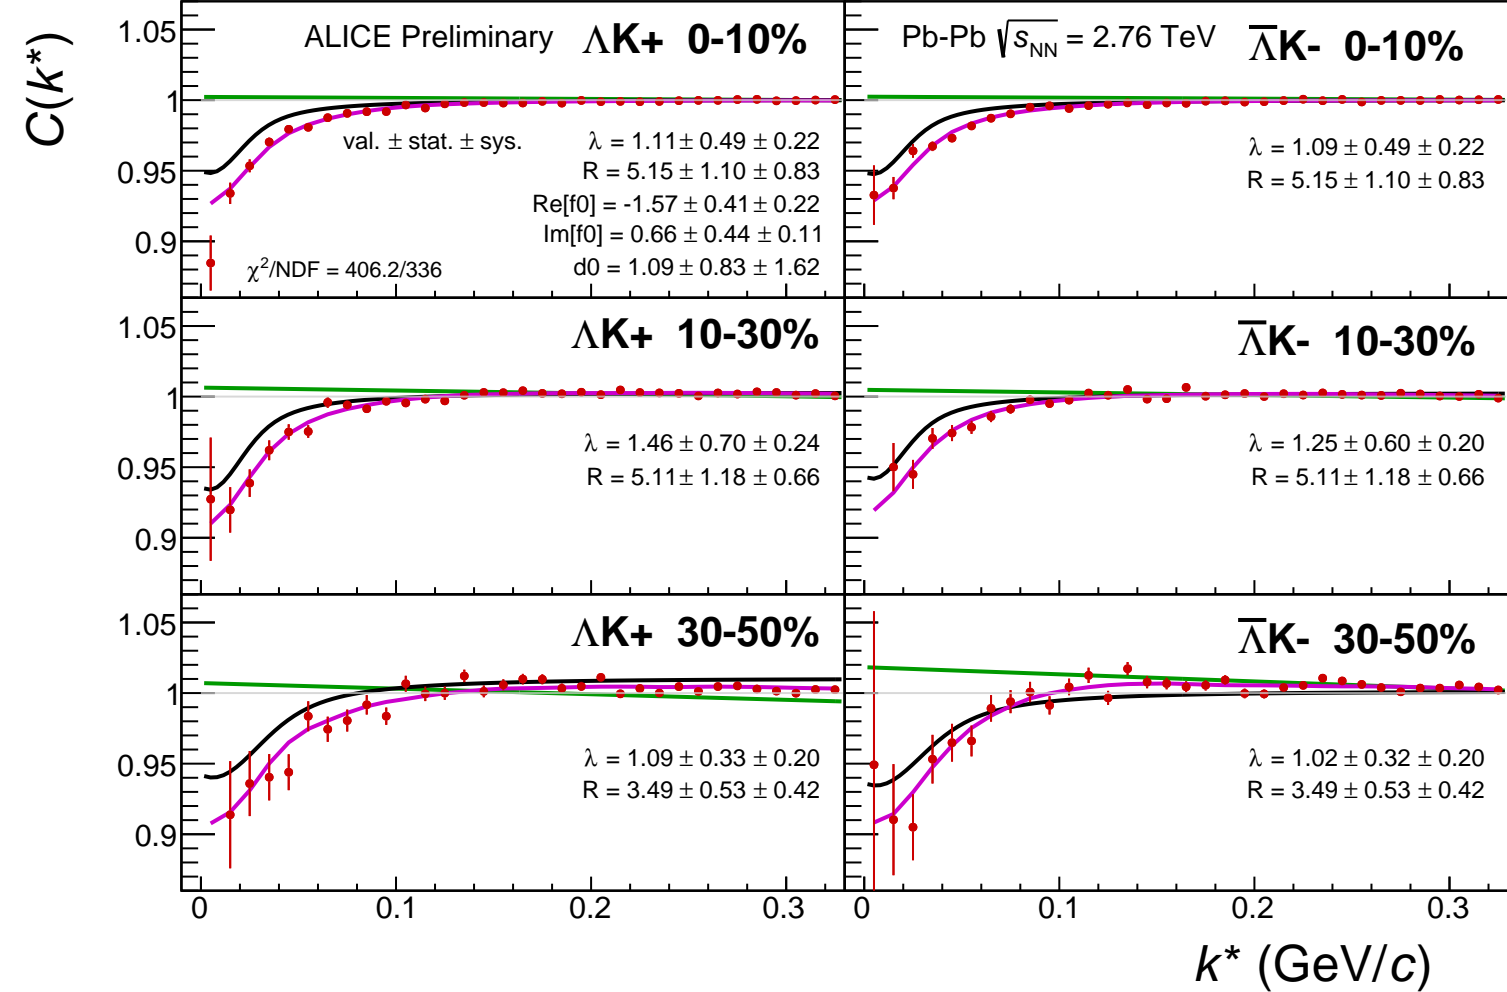 C(k*)
ALICE Preliminary ΛK+ 0-10%
val. ± stat. ± sys.
λ = 1.11 ± 0.49 ± 0.22
R = 5.15 ± 1.10 ± 0.83
Re[f0] = -1.57 ± 0.41 ± 0.22
Im[f0] = 0.66 ± 0.44 ± 0.11
d0 = 1.09 ± 0.83 ± 1.62
χ²/NDF = 406.2/336
1.05
1
0.95
0.9
Pb-Pb √sNN = 2.76 TeV Λ̅K- 0-10%
λ = 1.09 ± 0.49 ± 0.22
R = 5.15 ± 1.10 ± 0.83
ΛK+ 10-30%
λ = 1.46 ± 0.70 ± 0.24
R = 5.11 ± 1.18 ± 0.66
1.05
1
0.95
0.9
Λ̅K- 10-30%
λ = 1.25 ± 0.60 ± 0.20
R = 5.11 ± 1.18 ± 0.66
ΛK+ 30-50%
λ = 1.09 ± 0.33 ± 0.20
R = 3.49 ± 0.53 ± 0.42
1.05
1
0.95
0.9
Λ̅K- 30-50%
λ = 1.02 ± 0.32 ± 0.20
R = 3.49 ± 0.53 ± 0.42
0 0.1 0.2 0.3
0 0.1 0.2 0.3
k* (GeV/c)